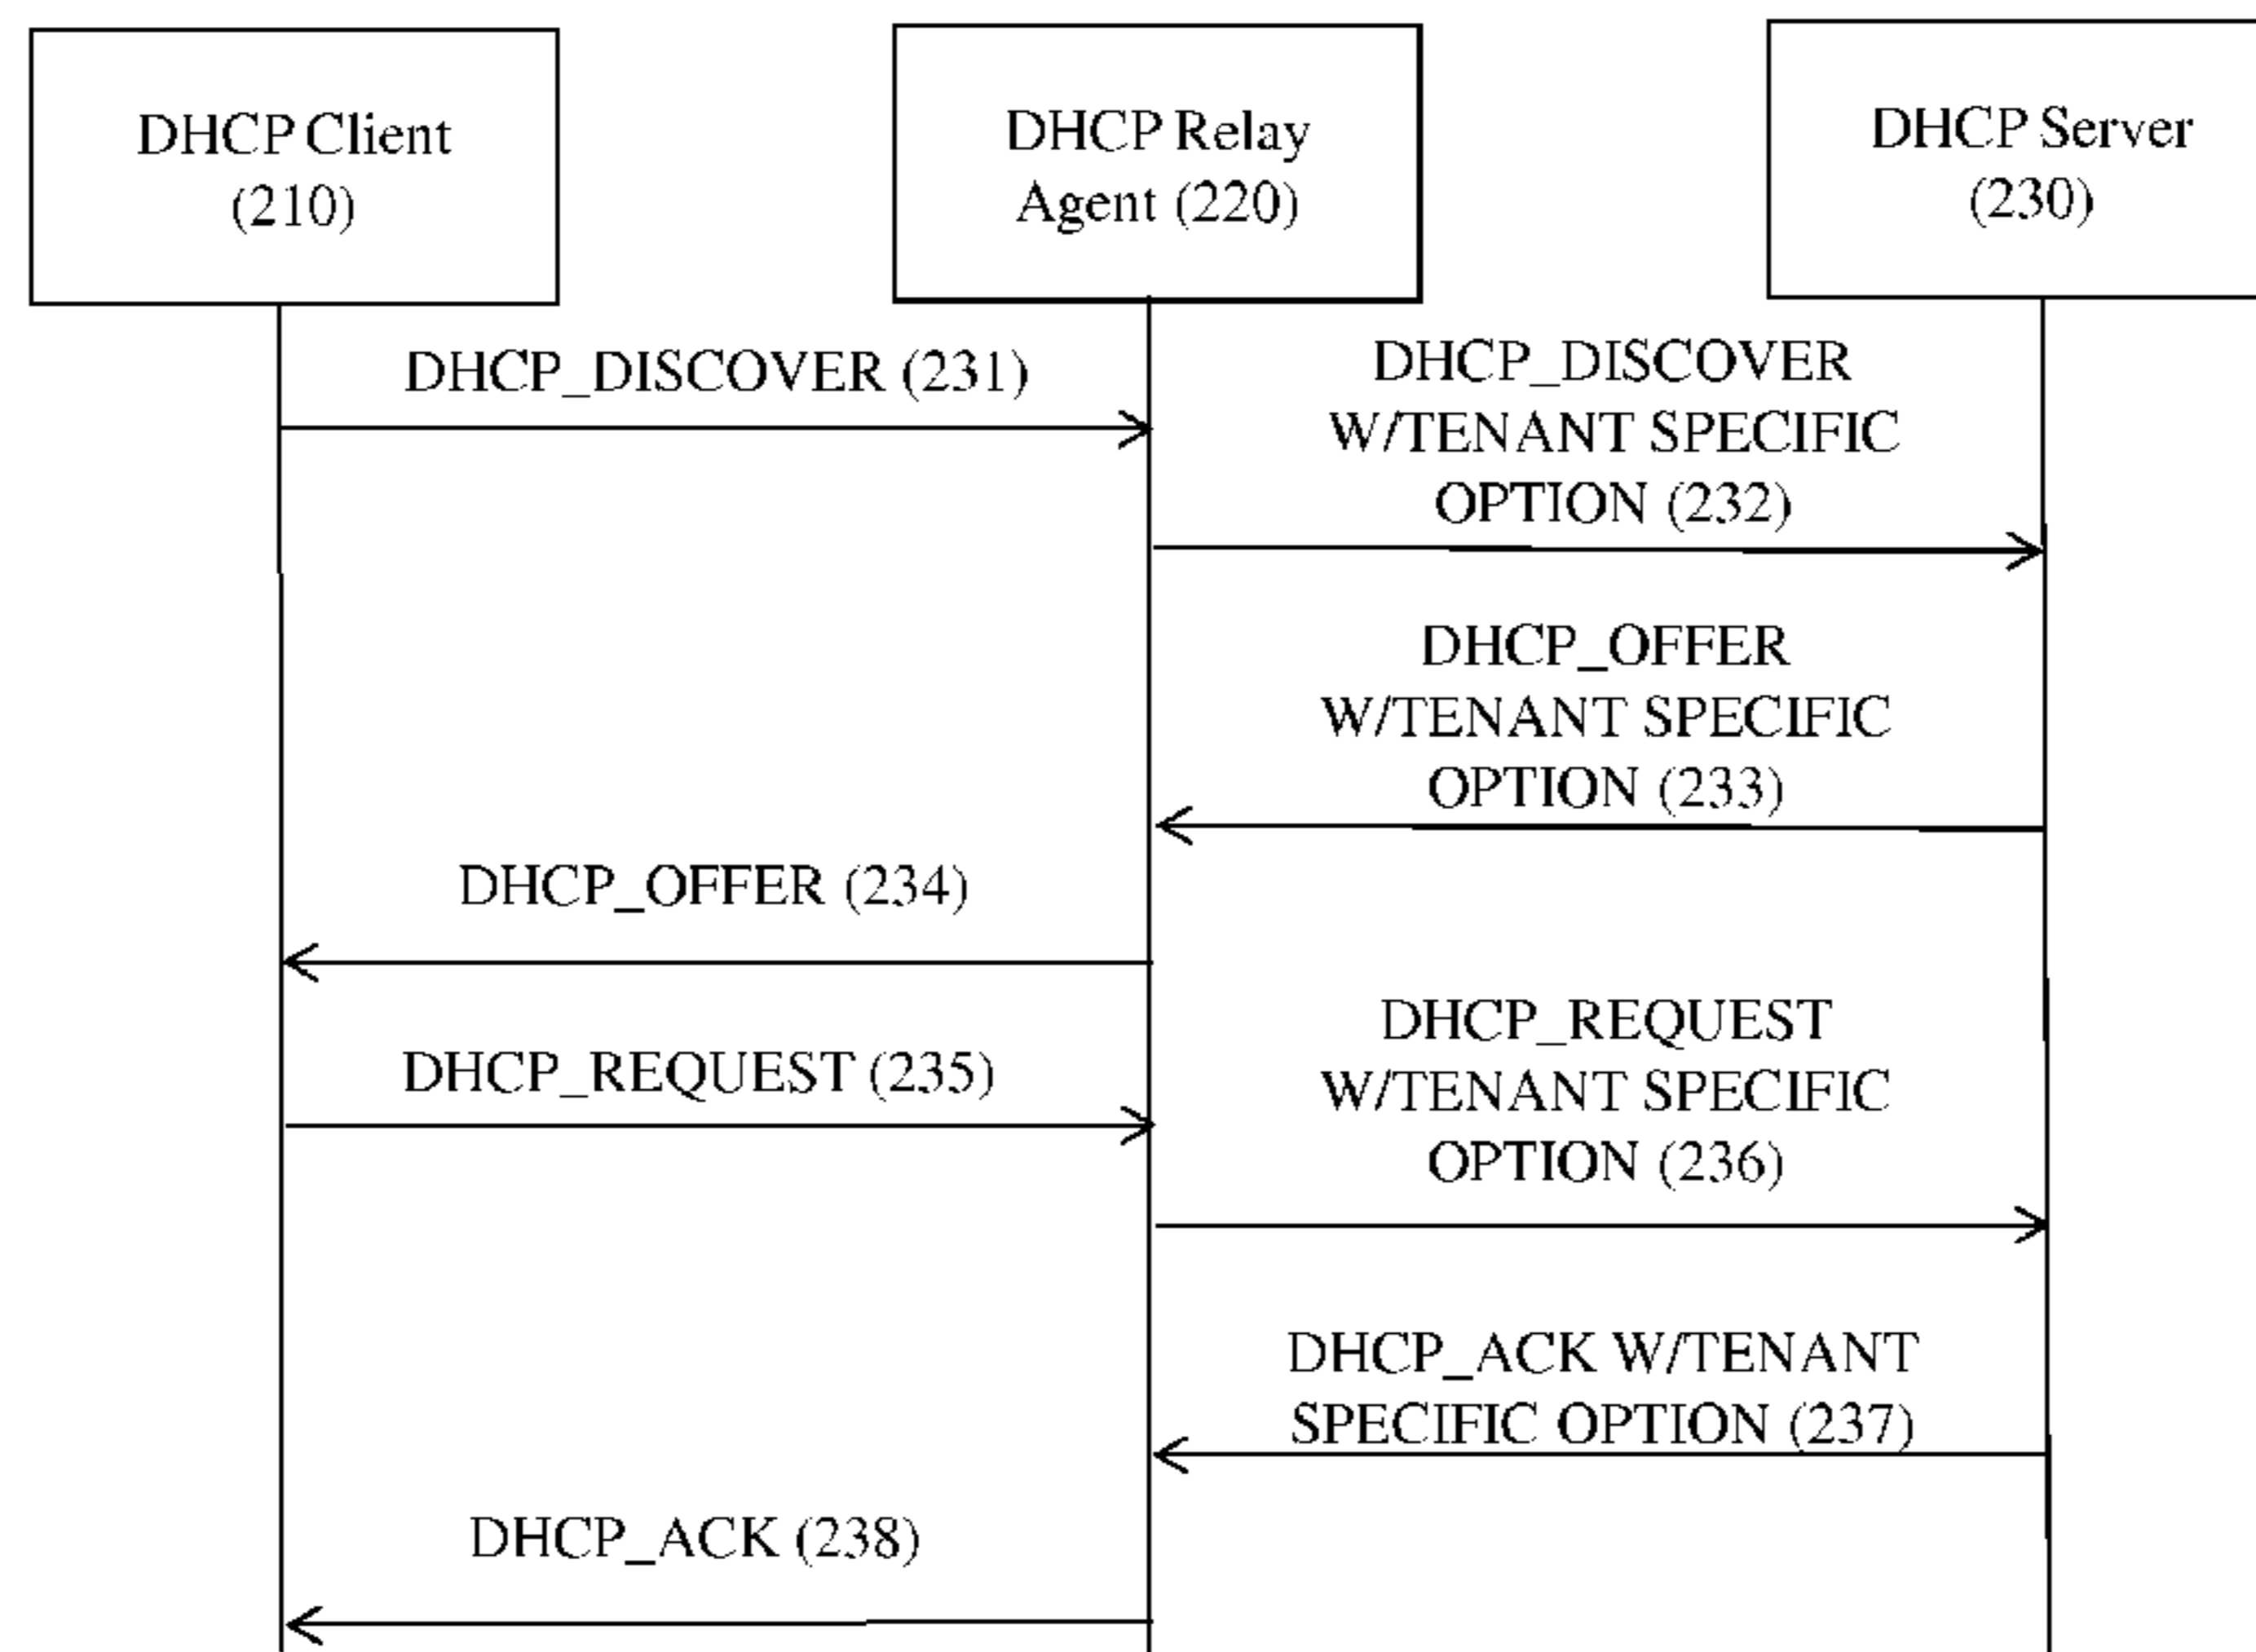 DHCP Client
(210)
DHCP Relay
Agent (220)
DHCP Server
(230)
DHCP_DISCOVER (231)
DHCP_DISCOVER
W/TENANT SPECIFIC
OPTION (232)
DHCP_OFFER
W/TENANT SPECIFIC
OPTION (233)
DHCP_OFFER (234)
DHCP_REQUEST (235)
DHCP_REQUEST
W/TENANT SPECIFIC
OPTION (236)
DHCP_ACK W/TENANT
SPECIFIC OPTION (237)
DHCP_ACK (238)